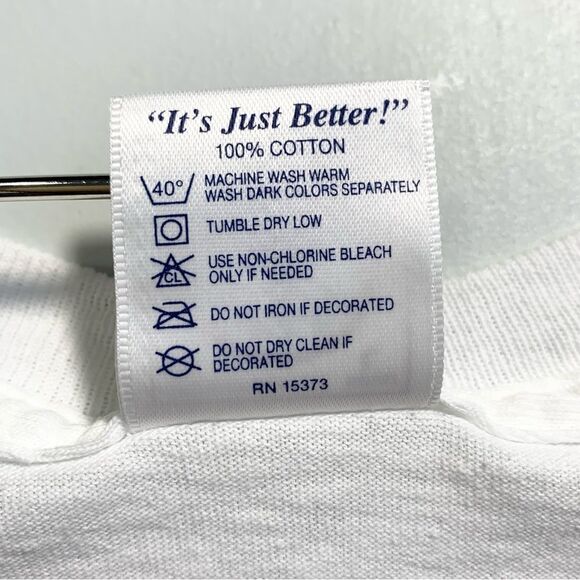 “It’s Just Better!”
100% COTTON
40° MACHINE WASH WARM
WASH DARK COLORS SEPARATELY
TUMBLE DRY LOW
CL USE NON-CHLORINE BLEACH
ONLY IF NEEDED
DO NOT IRON IF DECORATED
DO NOT DRY CLEAN IF
DECORATED
RN 15373